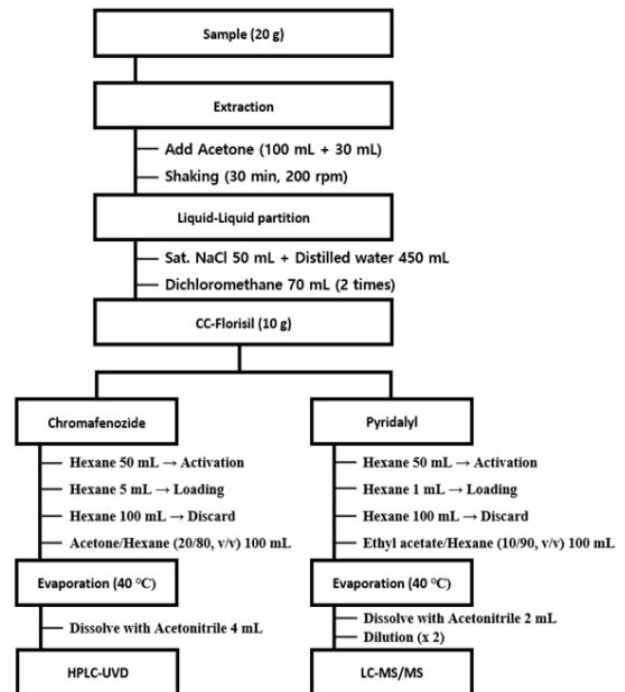 Sample (20 g)
Extraction
Add Acetone (100 mL + 30 mL)
Shaking (30 min, 200 rpm)
Liquid-Liquid partition
Sat. NaCl 50 mL + Distilled water 450 mL
Dichloromethane 70 mL (2 times)
CC-Florisil (10 g)
Chromafenozide
Hexane 50 mL → Activation
Hexane 5 mL → Loading
Hexane 100 mL → Discard
Acetone/Hexane (20/80, v/v) 100 mL
Evaporation (40 °C)
Dissolve with Acetonitrile 4 mL
HPLC-UVD
Pyridalyl
Hexane 50 mL → Activation
Hexane 1 mL → Loading
Hexane 100 mL → Discard
Ethyl acetate/Hexane (10/90, v/v) 100 mL
Evaporation (40 °C)
Dissolve with Acetonitrile 2 mL
Dilution (x 2)
LC-MS/MS